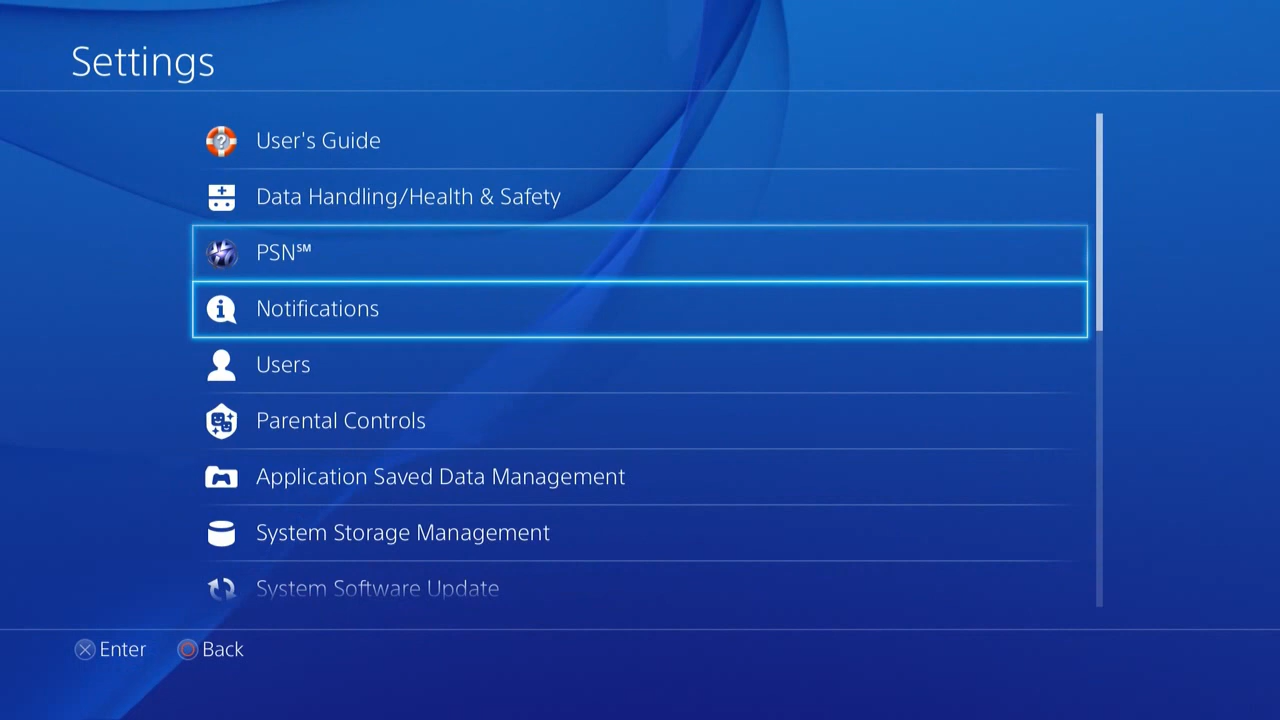 Settings
User's Guide
Data Handling/Health & Safety
PSN℠
Notifications
Users
Parental Controls
Application Saved Data Management
System Storage Management
System Software Update
Enter Back